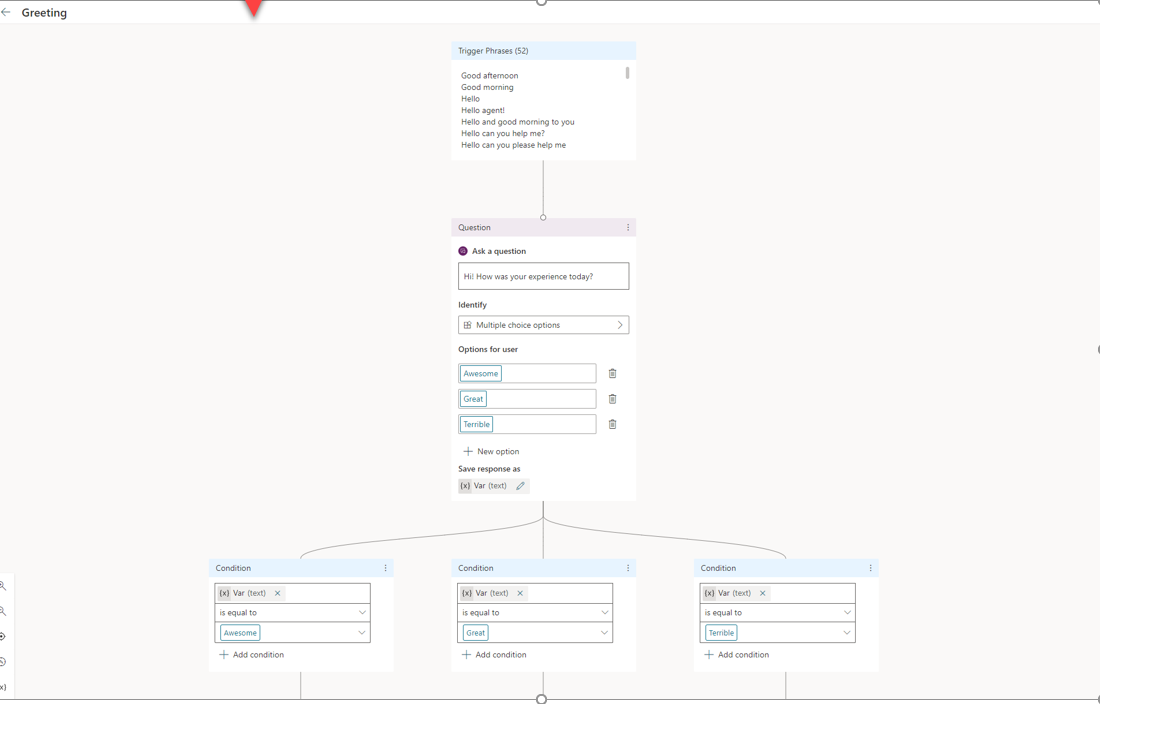 Greeting
Trigger Phrases (52)
Good afternoon
Good morning
Hello
Hello agent!
Hello and good morning to you
Hello can you help me?
Hello can you please help me
Question
Ask a question
Hi! How was your experience today?
Identify
Multiple choice options
Options for user
Awesome
Great
Terrible
New option
Save response as
{x} Var (text)
Condition
{x} Var (text)
is equal to
Awesome
Add condition
Condition
{x} Var (text)
is equal to
Great
Add condition
Condition
{x} Var (text)
is equal to
Terrible
Add condition